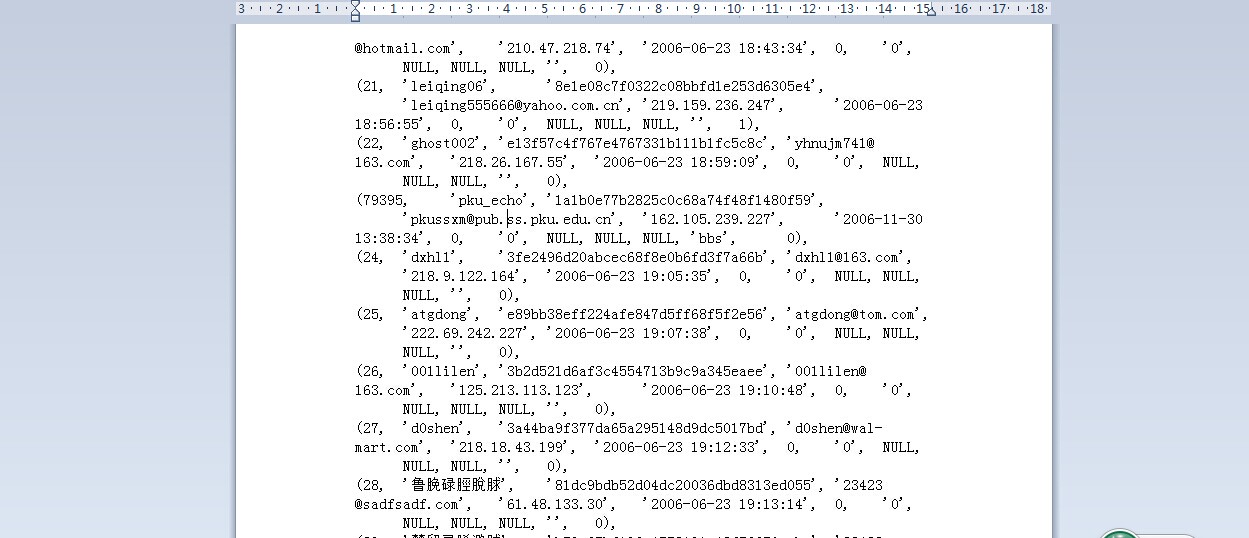 3 2 1 1 2 3 4 5 6 7 8 9 10 11 12 13 14 15 16 17 18
@hotmail.com', '210.47.218.74', '2006-06-23 18:43:34', 0, '0',
NULL, NULL, NULL, '', 0),
(21, 'leiqing06', '8e1e08c7f0322c08bbfd1e253d6305e4',
'leiqing555666@yahoo.com.cn', '219.159.236.247', '2006-06-23
18:56:55', 0, '0', NULL, NULL, NULL, '', 1),
(22, 'ghost002', 'e13f57c4f767e4767331b111b1fc5c8c', 'yhnujm741@
163.com', '218.26.167.55', '2006-06-23 18:59:09', 0, '0', NULL,
NULL, NULL, '', 0),
(79395, 'pku_echo', '1a1b0e77b2825c0c68a74f48f1480f59',
'pkussxm@pub.ss.pku.edu.cn', '162.105.239.227', '2006-11-30
13:38:34', 0, '0', NULL, NULL, NULL, 'bbs', 0),
(24, 'dxhl1', '3fe2496d20abcec68f8e0b6fd3f7a66b', 'dxhl1@163.com',
'218.9.122.164', '2006-06-23 19:05:35', 0, '0', NULL, NULL,
NULL, '', 0),
(25, 'atgdong', 'e89bb38eff224afe847d5ff68f5f2e56', 'atgdong@tom.com',
'222.69.242.227', '2006-06-23 19:07:38', 0, '0', NULL, NULL,
NULL, '', 0),
(26, '001lilen', '3b2d521d6af3c4554713b9c9a345eaee', '001lilen@
163.com', '125.213.113.123', '2006-06-23 19:10:48', 0, '0',
NULL, NULL, NULL, '', 0),
(27, 'd0shen', '3a44ba9f377da65a295148d9dc5017bd', 'd0shen@wal-
mart.com', '218.18.43.199', '2006-06-23 19:12:33', 0, '0', NULL,
NULL, NULL, '', 0),
(28, '鲁脕碌脛脫脙', '81dc9bdb52d04dc20036dbd8313ed055', '23423
@sadfsadf.com', '61.48.133.30', '2006-06-23 19:13:14', 0, '0',
NULL, NULL, NULL, '', 0),